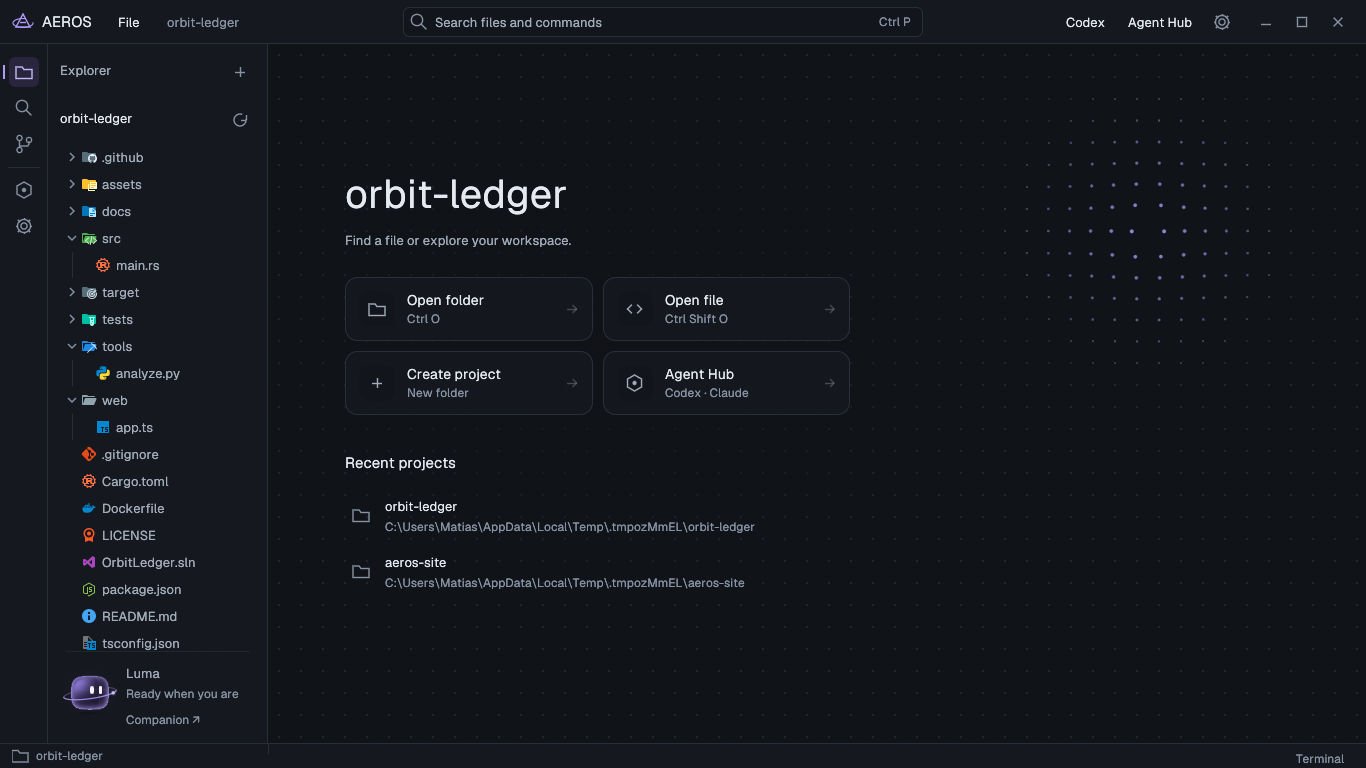 AEROS
File
orbit-ledger
Search files and commands
Ctrl P
Codex
Agent Hub
Explorer
orbit-ledger
.github
assets
docs
src
main.rs
target
tests
tools
analyze.py
web
app.ts
.gitignore
Cargo.toml
Dockerfile
LICENSE
OrbitLedger.sln
package.json
README.md
tsconfig.json
Luma
Ready when you are
Companion ↗
orbit-ledger
Find a file or explore your workspace.
Open folder
Ctrl O
Open file
Ctrl Shift O
Create project
New folder
Agent Hub
Codex · Claude
Recent projects
orbit-ledger
C:\Users\Matias\AppData\Local\Temp\.tmpozMmEL\orbit-ledger
aeros-site
C:\Users\Matias\AppData\Local\Temp\.tmpozMmEL\aeros-site
orbit-ledger
Terminal